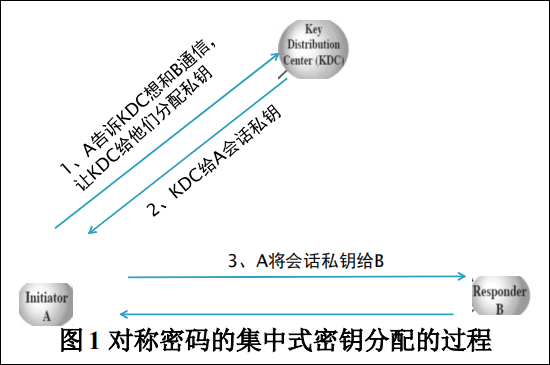 Key
Distribution
Center (KDC)
1、A告诉KDC想和B通信，
让KDC给他们分配私钥
2、KDC给A会话私钥
3、A将会话私钥给B
Initiator
A
Responder
B
图 1 对称密码的集中式密钥分配的过程